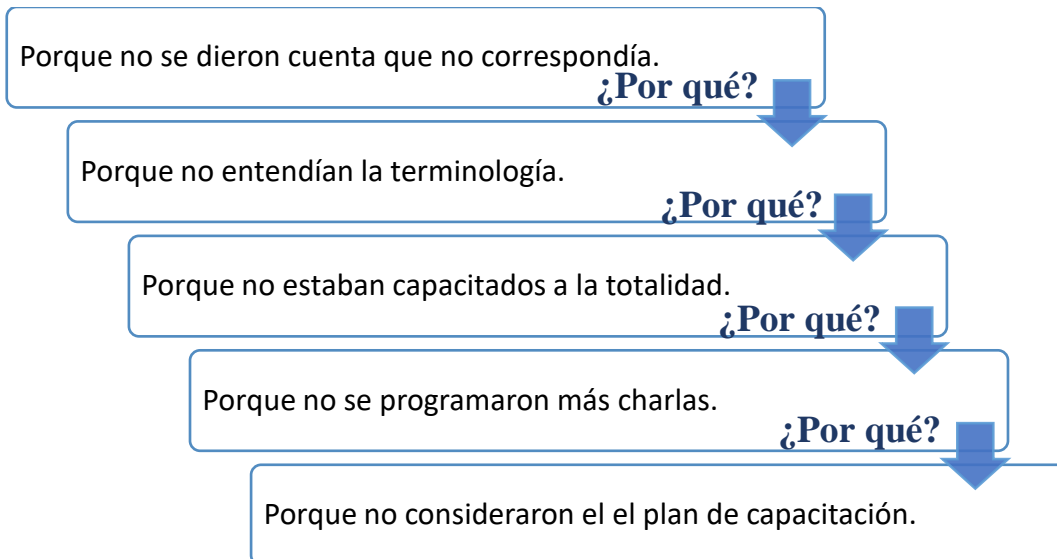 Porque no se dieron cuenta que no correspondía.
¿Por qué?
Porque no entendían la terminología.
¿Por qué?
Porque no estaban capacitados a la totalidad.
¿Por qué?
Porque no se programaron más charlas.
¿Por qué?
Porque no consideraron el el plan de capacitación.